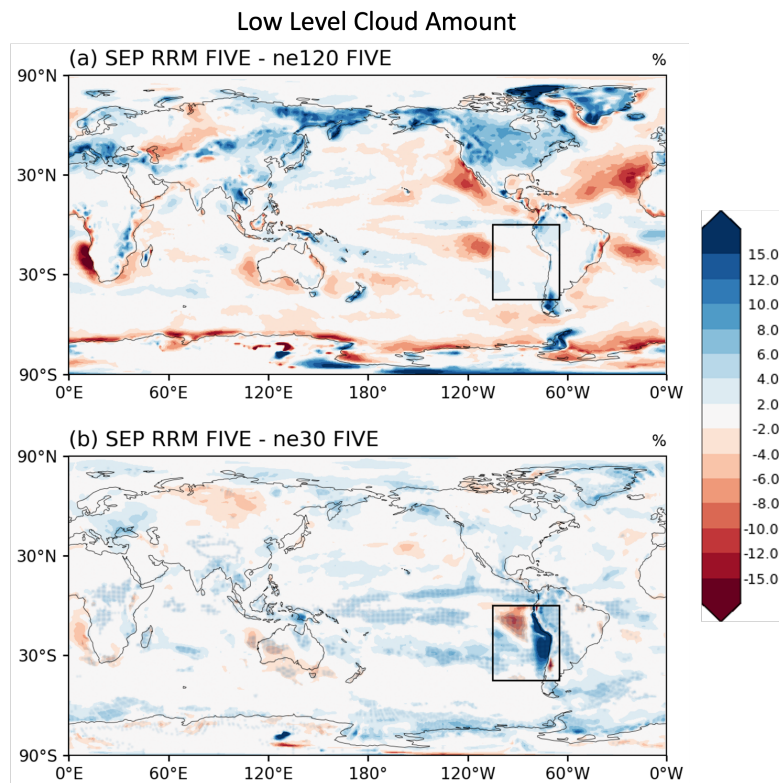 Low Level Cloud Amount
(a) SEP RRM FIVE - ne120 FIVE %
90°N
30°N
30°S
90°S
0°E 60°E 120°E 180° 120°W 60°W 0°W
(b) SEP RRM FIVE - ne30 FIVE %
90°N
30°N
30°S
90°S
0°E 60°E 120°E 180° 120°W 60°W 0°W
15.0
12.0
10.0
8.0
6.0
4.0
2.0
-2.0
-4.0
-6.0
-8.0
-10.0
-12.0
-15.0